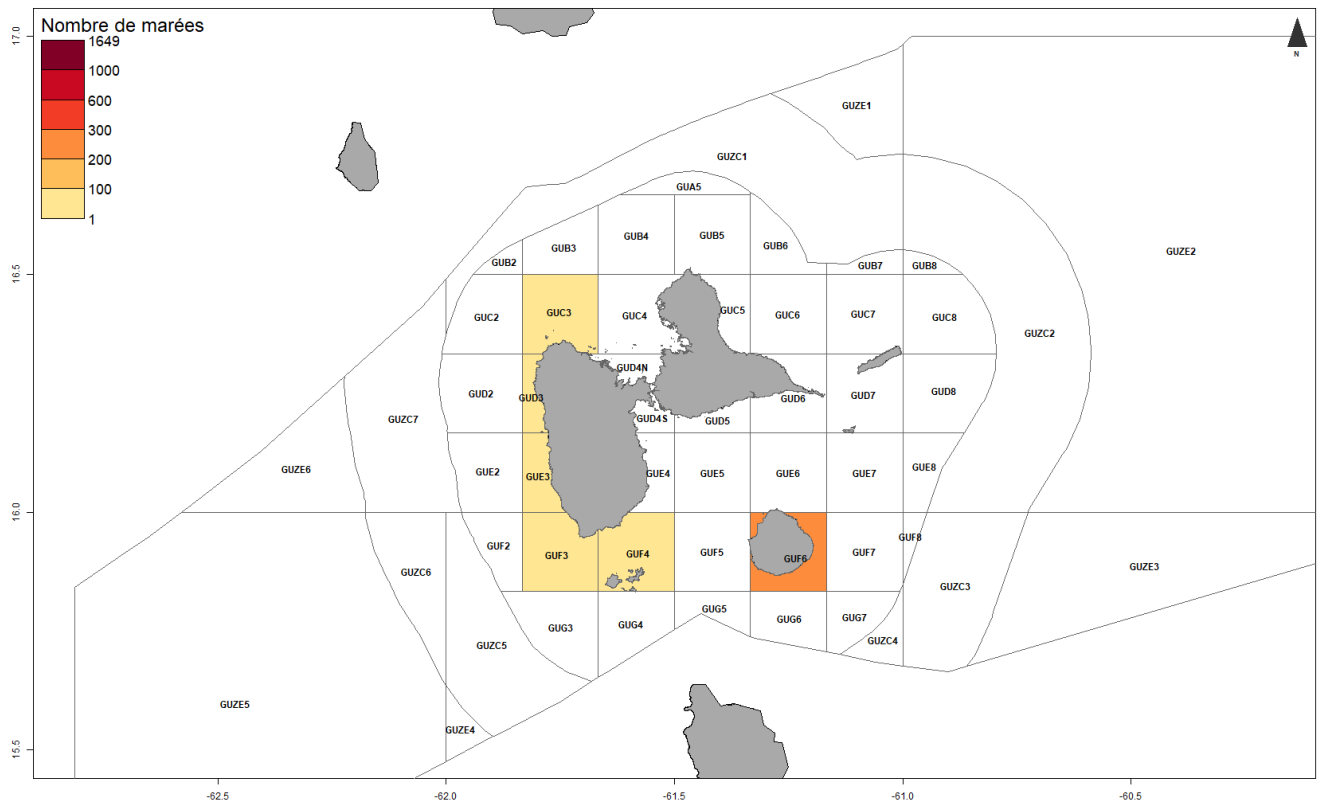 Nombre de marées
1649
1000
600
300
200
100
1
N
17.0
16.5
16.0
15.5
GUZE1
GUZC1
GUA5
GUB4
GUB5
GUB3
GUB6
GUZE2
GUB2
GUB7
GUB8
GUC2
GUC3
GUC4
GUC5
GUC6
GUC7
GUC8
GUZC2
GUD4N
GUD2
GUD3
GUD6
GUD7
GUD8
GUZC7
GUD4S
GUD5
GUZE6
GUE2
GUE3
GUE4
GUE5
GUE6
GUE7
GUE8
GUF2
GUF3
GUF4
GUF5
GUF6
GUF7
GUF8
GUZE3
GUZC6
GUZC3
GUG5
GUG3
GUG4
GUG6
GUG7
GUZC4
GUZC5
GUZE5
GUZE4
-62.5
-62.0
-61.5
-61.0
-60.5